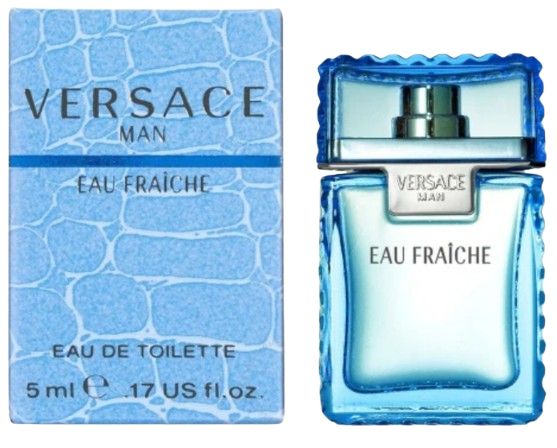 VERSACE
MAN
EAU FRAÎCHE
EAU DE TOILETTE
5 ml ℮ .17 US fl.oz.
VERSACE
MAN
EAU FRAÎCHE